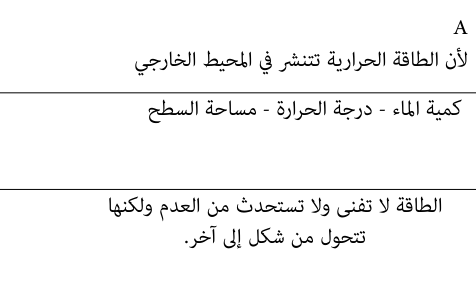 A
لأن الطاقة الحرارية تتنشر في المحيط الخارجي
كمية الماء - درجة الحرارة - مساحة السطح
الطاقة لا تفنى ولا تستحدث من العدم ولكنها
تتحول من شكل إلى آخر.